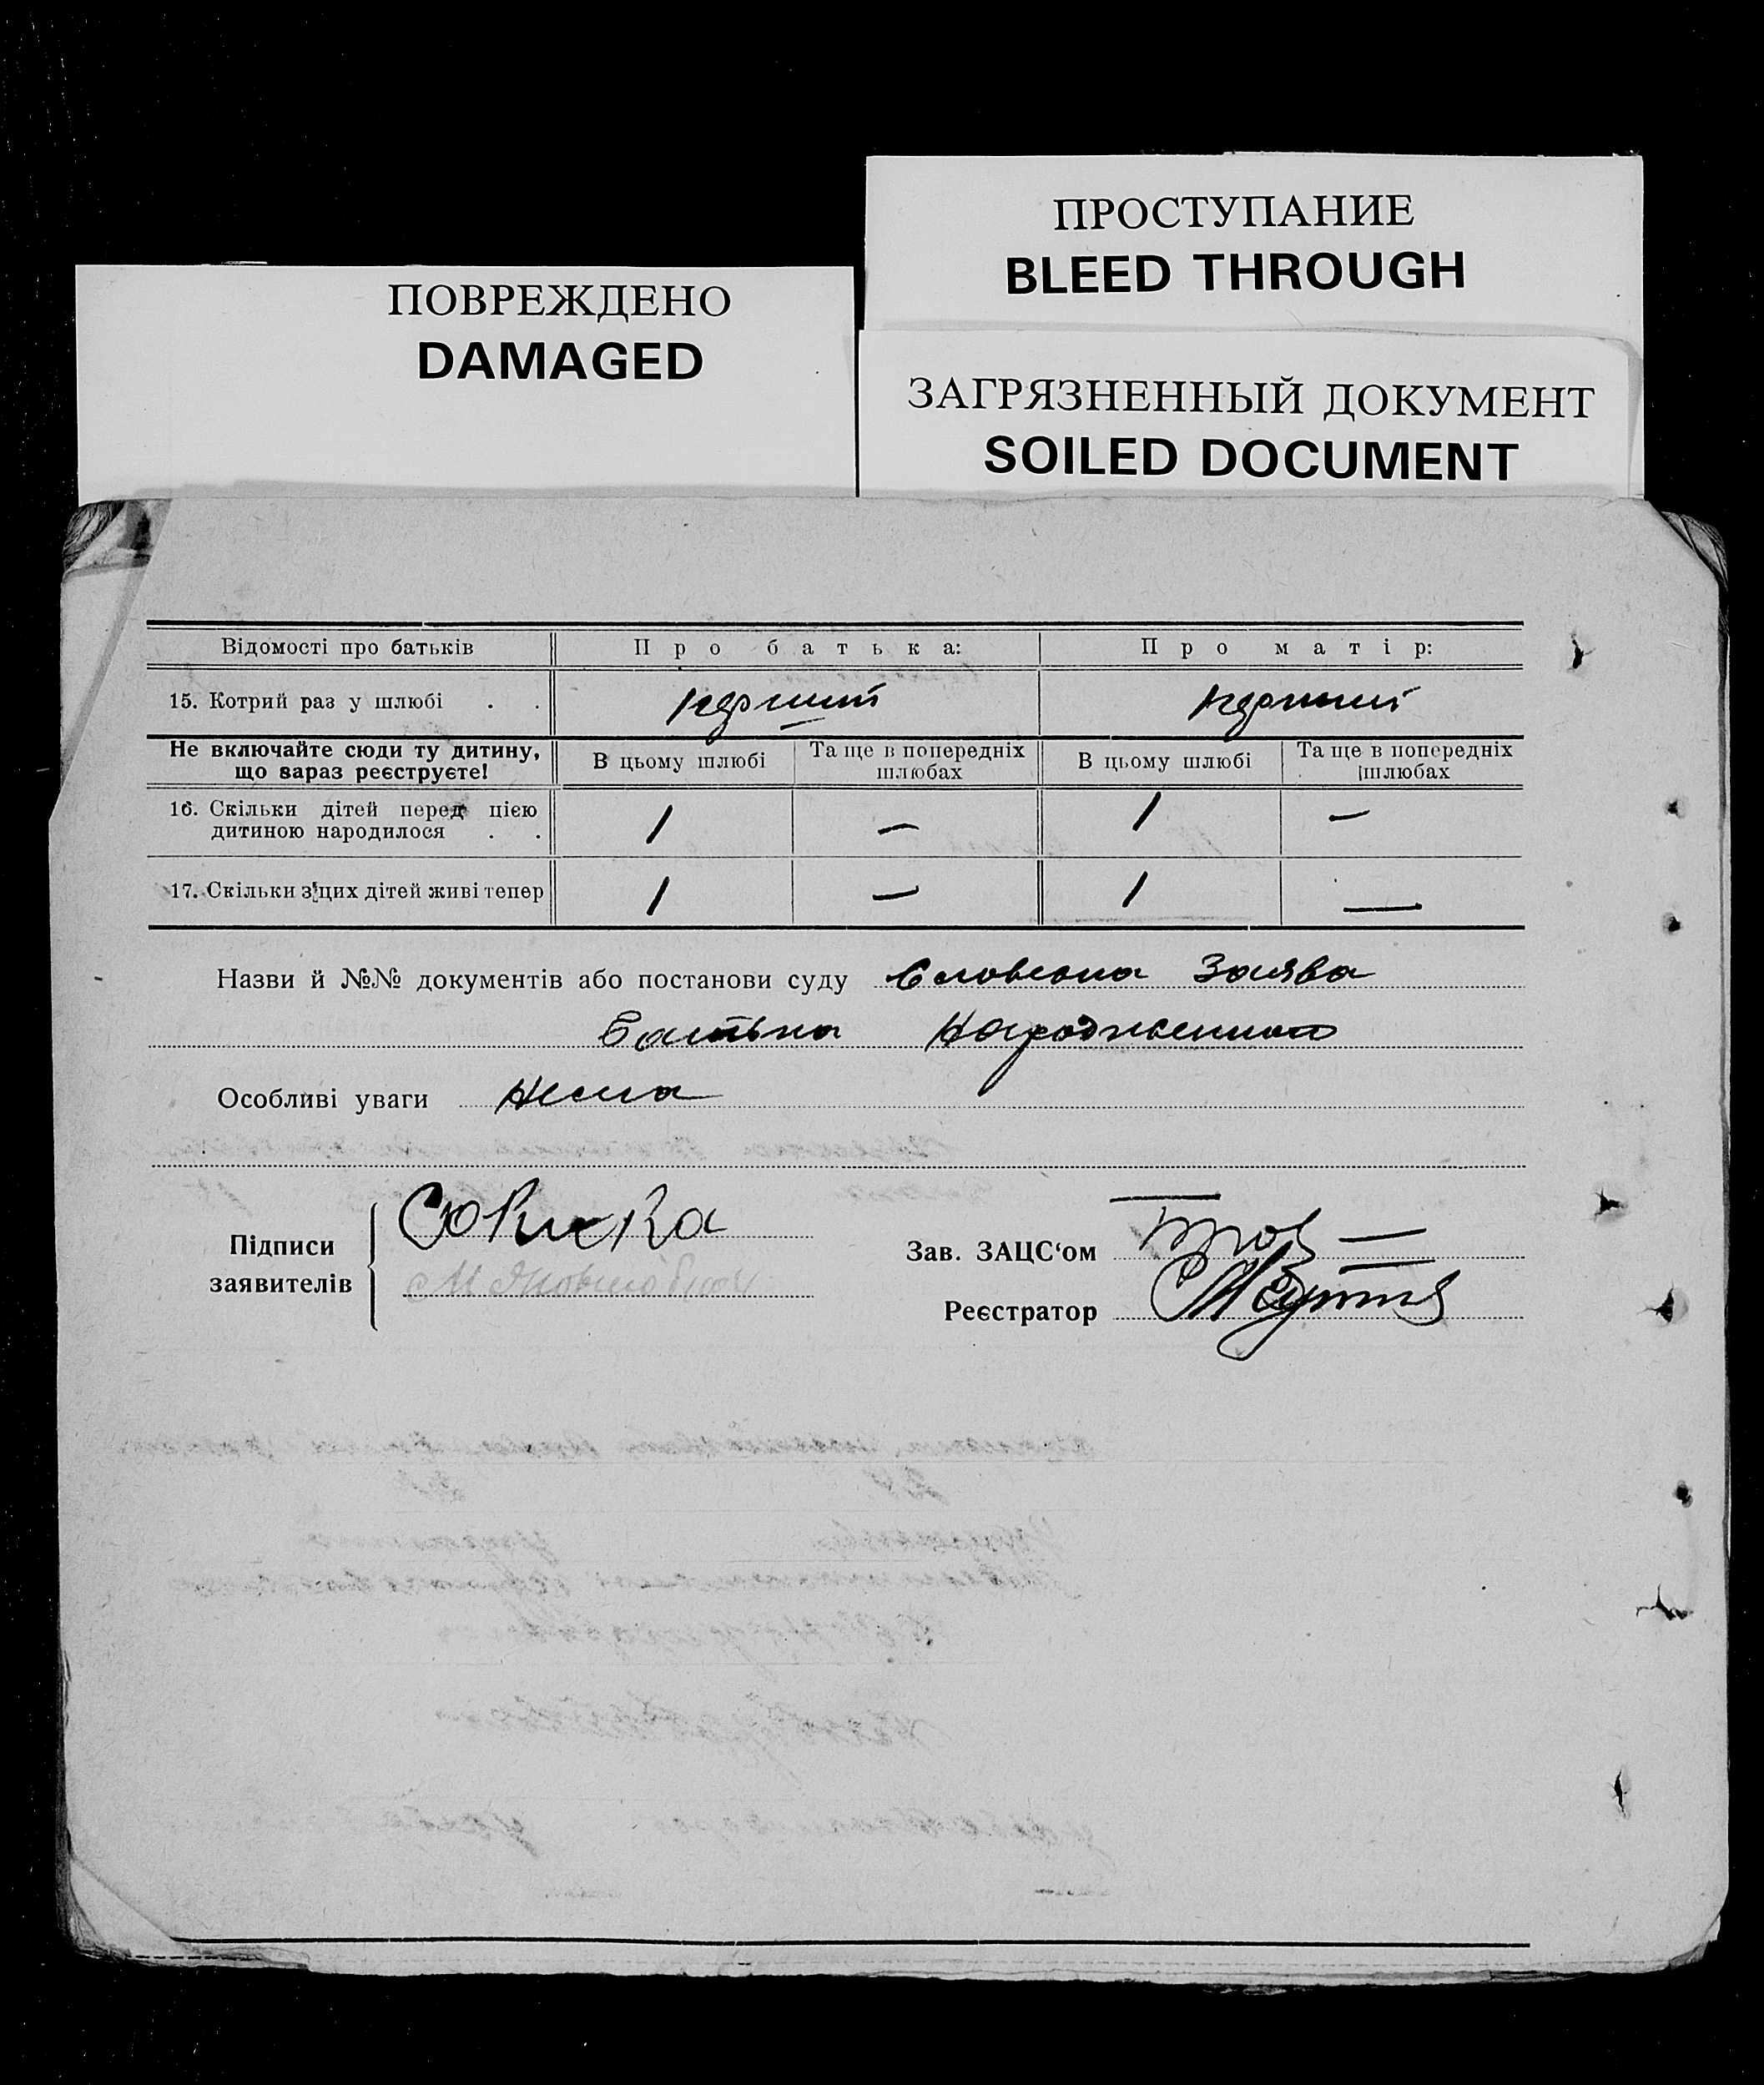 ПРОСТУПАНИЕ
BLEED THROUGH
ПОВРЕЖДЕНО
DAMAGED
ЗАГРЯЗНЕННЫЙ ДОКУМЕНТ
SOILED DOCUMENT
Відомості про батьків Про батька: Про матір:
15. Котрий раз у шлюбі . . перший перший
Не включайте сюди ту дитину, що вараз реєструєте! В цьому шлюбі Та ще в попередніх шлюбах В цьому шлюбі Та ще в попередніх шлюбах
16. Скільки дітей перед цією дитиною народилося . . 1 — 1 —
17. Скільки з цих дітей живі тепер 1 — 1 —
Назви й №№ документів або постанови суду Словесна Заява
батька
Особливі уваги Нема
Підписи
заявителів
Зав. ЗАЦС‘ом
Реєстратор